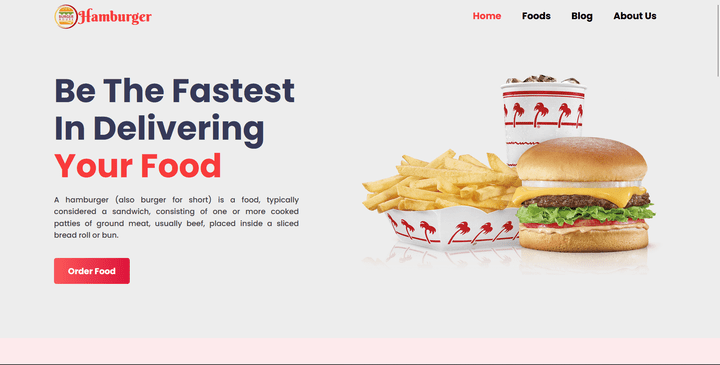 Hamburger
Home Foods Blog About Us
Be The Fastest
In Delivering
Your Food
A hamburger (also burger for short) is a food, typically
considered a sandwich, consisting of one or more cooked
patties of ground meat, usually beef, placed inside a sliced
bread roll or bun.
Order Food